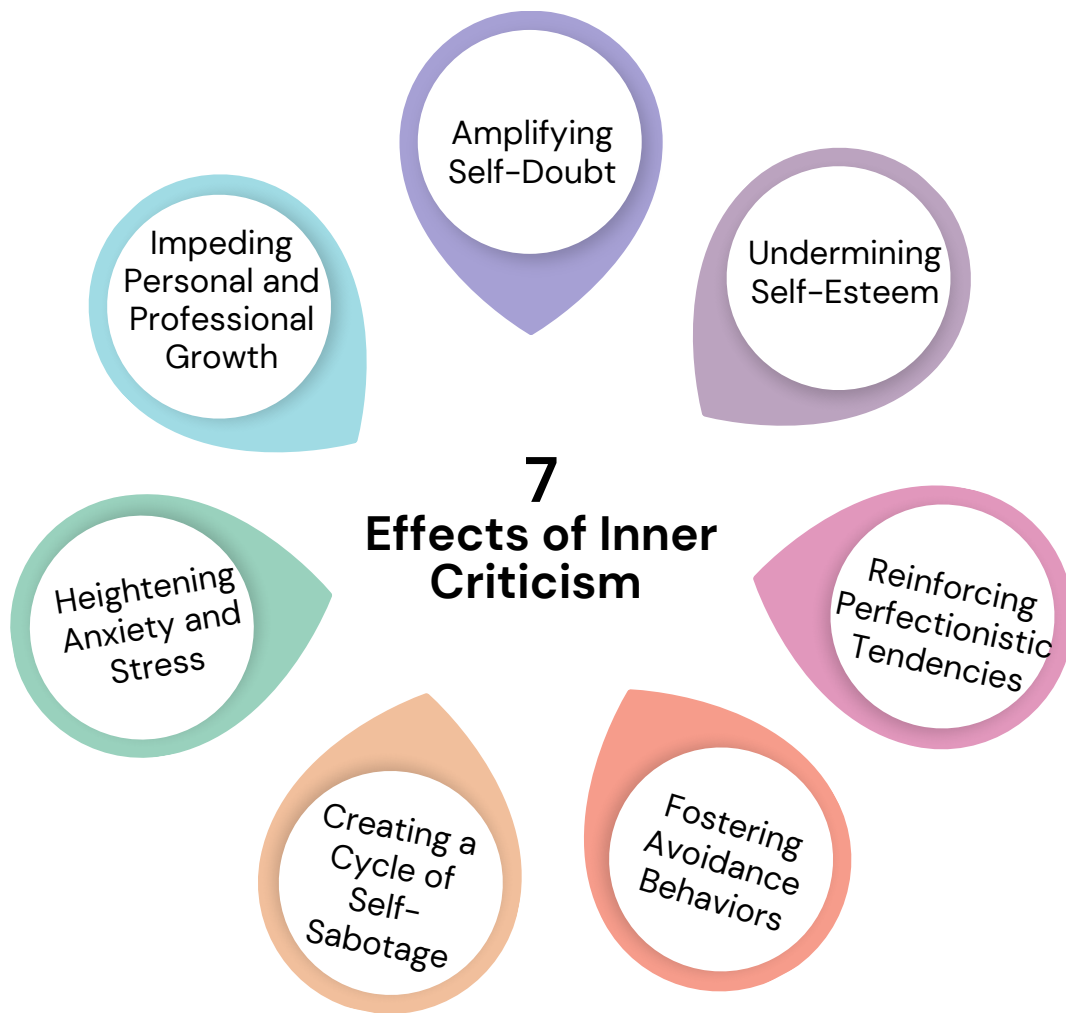 7
Effects of Inner
Criticism
Amplifying
Self-Doubt
Undermining
Self-Esteem
Reinforcing
Perfectionistic
Tendencies
Fostering
Avoidance
Behaviors
Creating a
Cycle of
Self-
Sabotage
Heightening
Anxiety and
Stress
Impeding
Personal and
Professional
Growth